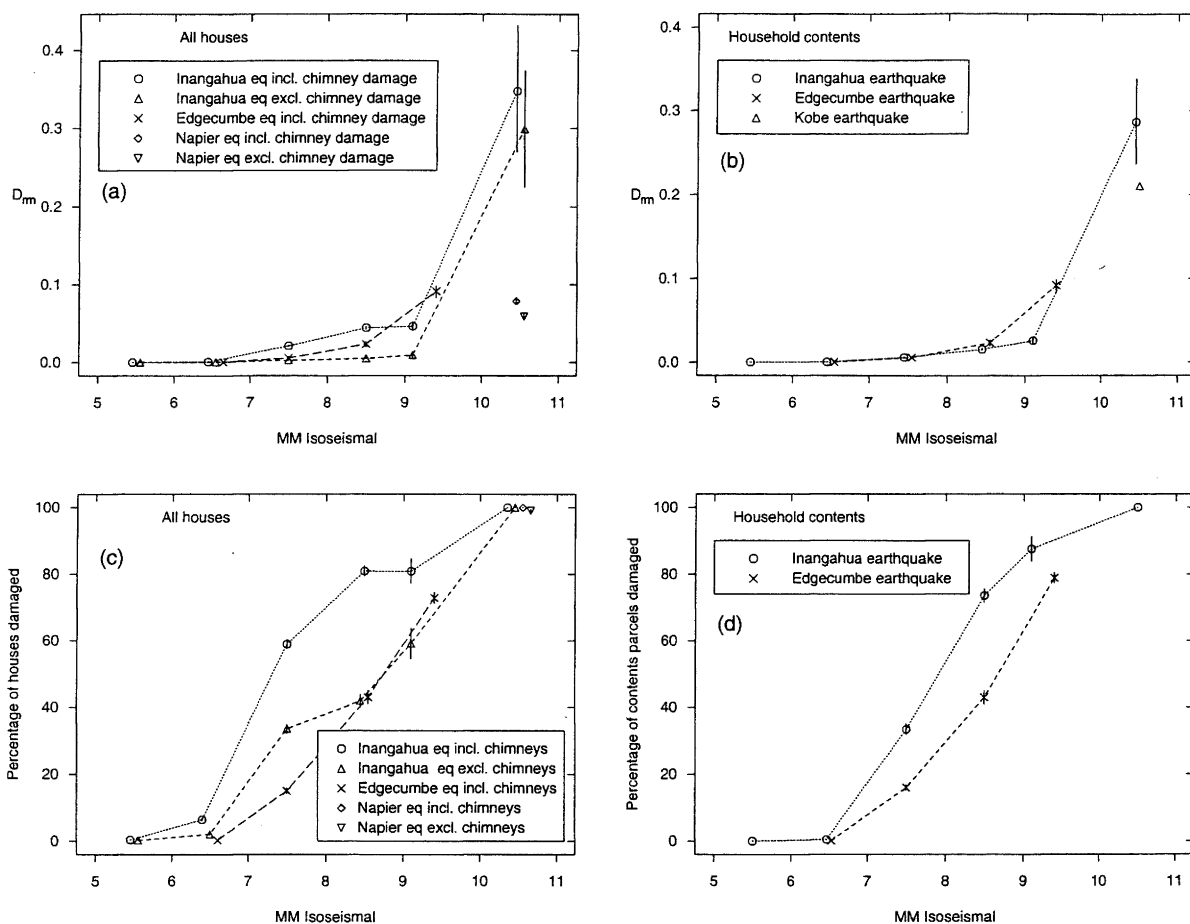 All houses
Inangahua eq incl. chimney damage
Inangahua eq excl. chimney damage
Edgecumbe eq incl. chimney damage
Napier eq incl. chimney damage
Napier eq excl. chimney damage
(a)
0.4
0.3
0.2
0.1
0.0
Drm
5 6 7 8 9 10 11
MM Isoseismal
Household contents
Inangahua earthquake
Edgecumbe earthquake
Kobe earthquake
(b)
0.4
0.3
0.2
0.1
0.0
Drm
5 6 7 8 9 10 11
MM Isoseismal
All houses
(c)
100
80
60
40
20
0
Percentage of houses damaged
Inangahua eq incl. chimneys
Inangahua eq excl. chimneys
Edgecumbe eq incl. chimneys
Napier eq incl. chimneys
Napier eq excl. chimneys
5 6 7 8 9 10 11
MM Isoseismal
Household contents
Inangahua earthquake
Edgecumbe earthquake
(d)
100
80
60
40
20
0
Percentage of contents parcels damaged
5 6 7 8 9 10 11
MM Isoseismal